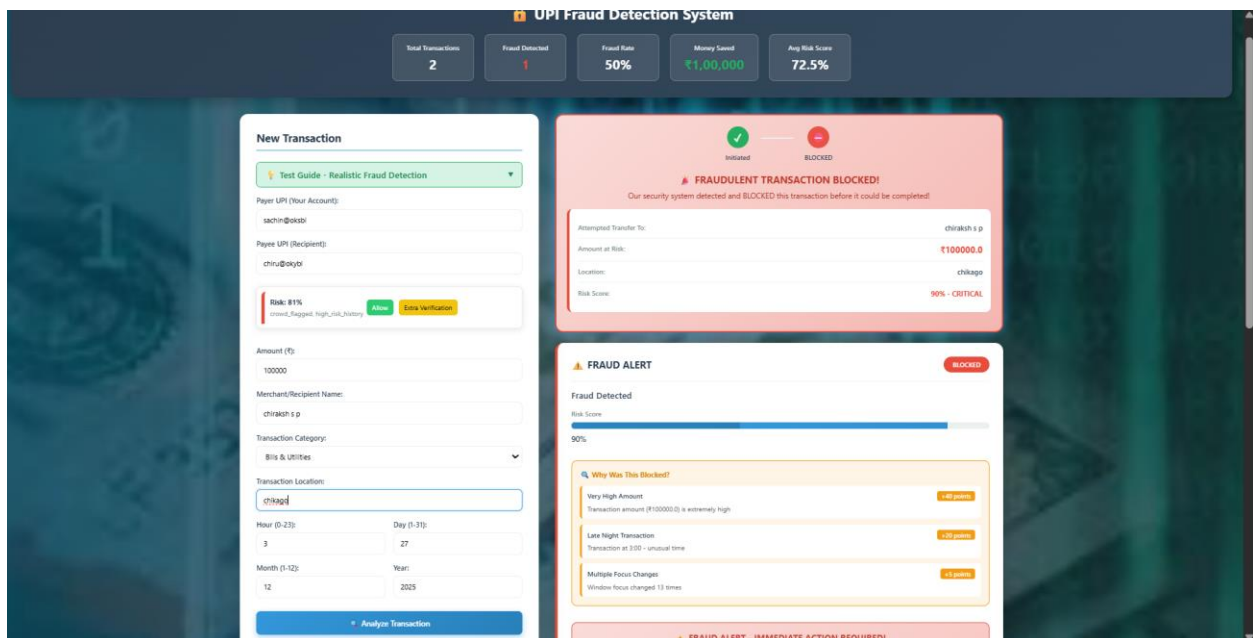 UPI Fraud Detection System
Total Transactions
2
Fraud Detected
1
Fraud Rate
50%
Money Saved
₹1,00,000
Avg Risk Score
72.5%
New Transaction
Test Guide - Realistic Fraud Detection
Payer UPI (Your Account):
sachin@oksbi
Payee UPI (Recipient):
chiru@okybl
Risk: 81%
crowd_flagged, high_risk_history
Allow
Extra Verification
Amount (₹):
100000
Merchant/Recipient Name:
chiraksh s p
Transaction Category:
Bills & Utilities
Transaction Location:
chikago
Hour (0-23):
Day (1-31):
3
27
Month (1-12):
Year:
12
2025
Analyze Transaction
Initiated
BLOCKED
FRAUDULENT TRANSACTION BLOCKED!
Our security system detected and BLOCKED this transaction before it could be completed!
Attempted Transfer To:
chiraksh s p
Amount at Risk:
₹100000.0
Location:
chikago
Risk Score:
90% - CRITICAL
FRAUD ALERT
BLOCKED
Fraud Detected
Risk Score
90%
Why Was This Blocked?
Very High Amount
+40 points
Transaction amount (₹100000.0) is extremely high
Late Night Transaction
+20 points
Transaction at 3:00 - unusual time
Multiple Focus Changes
+5 points
Window focus changed 13 times
FRAUD ALERT - IMMEDIATE ACTION REQUIRED!